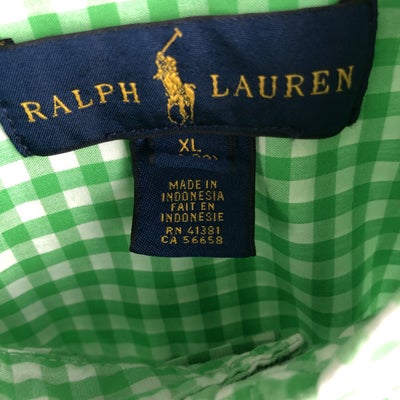 RALPH LAUREN
XL
MADE IN
INDONESIA
FAIT EN
INDONESIE
RN 41381
CA 56658